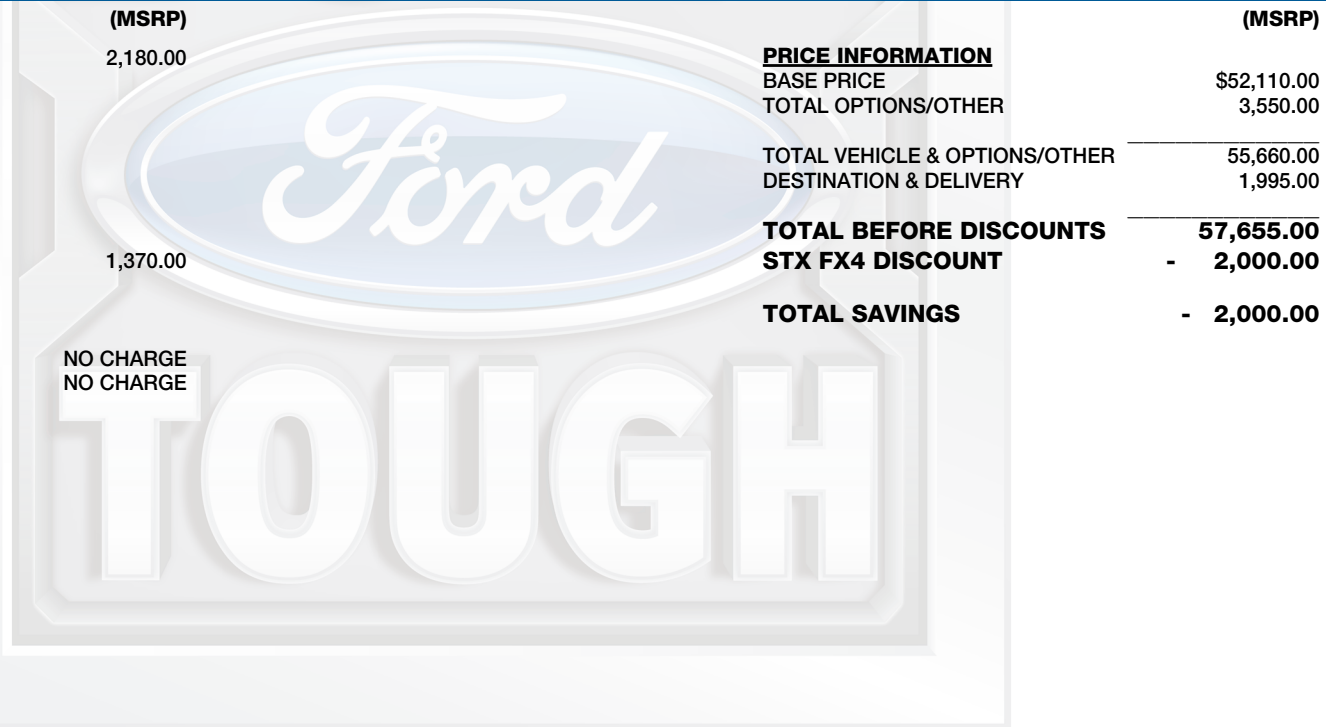 (MSRP)
2,180.00
1,370.00
NO CHARGE
NO CHARGE
Ford
TOUGH
(MSRP)
PRICE INFORMATION
BASE PRICE $52,110.00
TOTAL OPTIONS/OTHER 3,550.00
TOTAL VEHICLE & OPTIONS/OTHER 55,660.00
DESTINATION & DELIVERY 1,995.00
TOTAL BEFORE DISCOUNTS 57,655.00
STX FX4 DISCOUNT - 2,000.00
TOTAL SAVINGS - 2,000.00